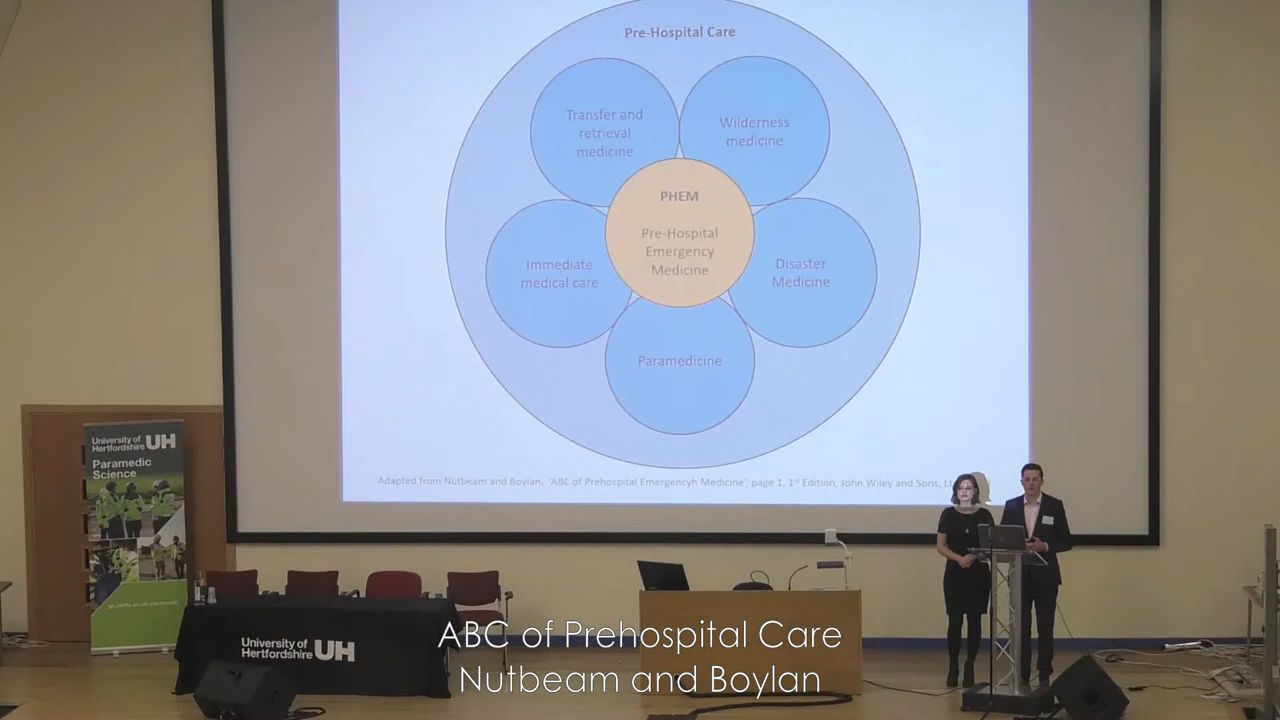 Pre-Hospital Care
Transfer and
retrieval
medicine
Wilderness
medicine
PHEM
Pre-Hospital
Emergency
Medicine
Immediate
medical care
Disaster
Medicine
Paramedicine
Adapted from Nutbeam and Boylan. 'ABC of Prehospital Emergencyh Medicine', page 1, 1st Edition, John Wiley and Sons,
University of
Hertfordshire UH
Paramedic
Science
University of
Hertfordshire UH
ABC of Prehospital Care
Nutbeam and Boylan